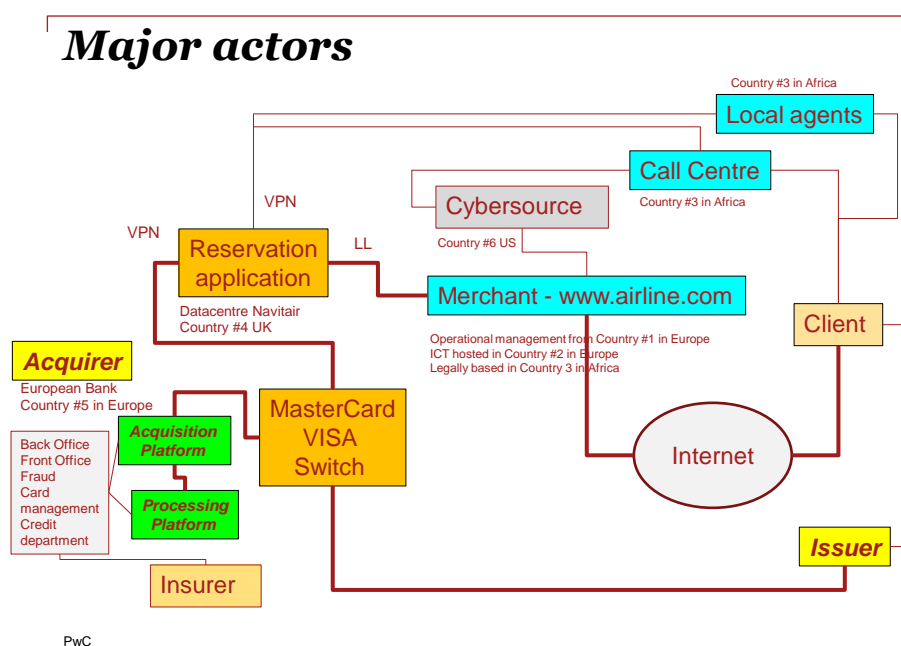 Major actors
Country #3 in Africa
Local agents
Call Centre
Country #3 in Africa
Cybersource
Country #6 US
VPN
VPN
LL
Reservation
application
Datacentre Navitair
Country #4 UK
Merchant - www.airline.com
Operational management from Country #1 in Europe
ICT hosted in Country #2 in Europe
Legally based in Country 3 in Africa
Client
Acquirer
European Bank
Country #5 in Europe
Acquisition
Platform
Processing
Platform
Back Office
Front Office
Fraud
Card
management
Credit
department
Insurer
MasterCard
VISA
Switch
Internet
Issuer
PwC